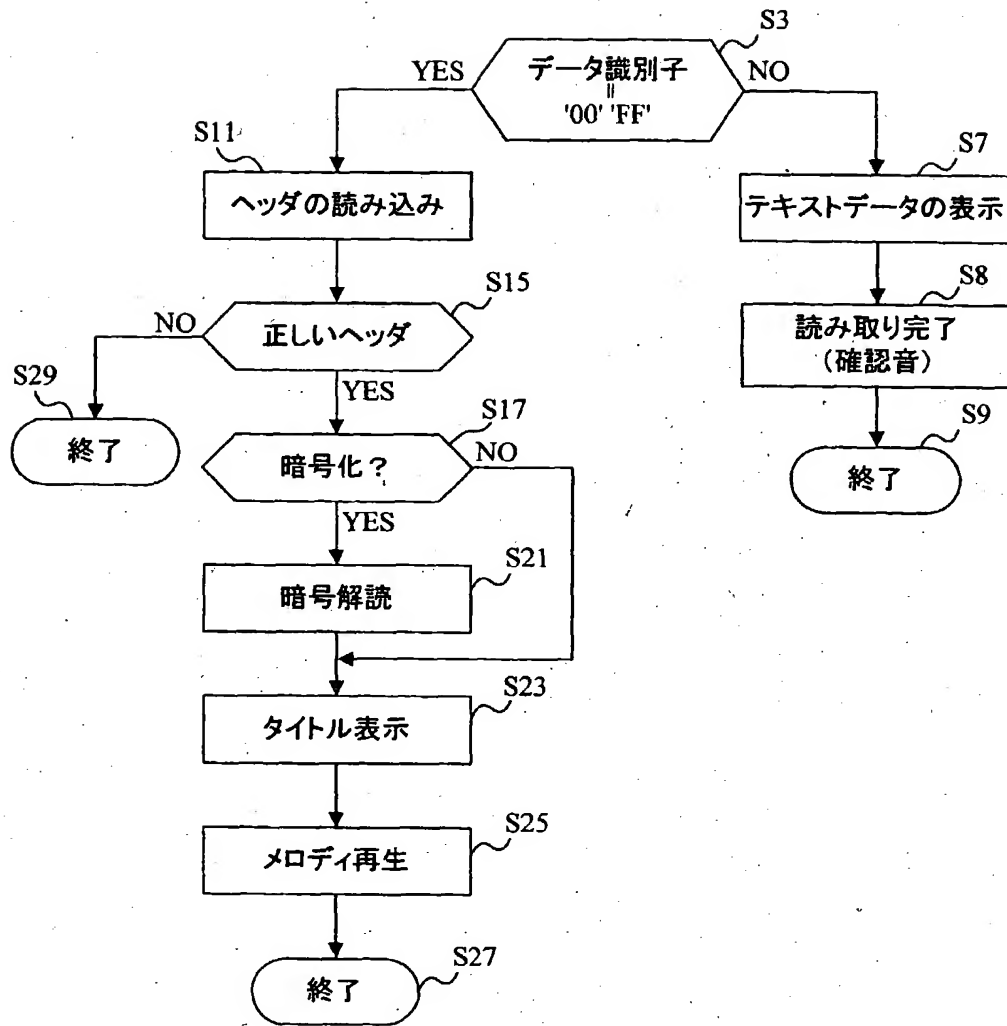 S3
YES
データ識別子
NO
=
'00' 'FF'
S11
ヘッダの読み込み
S7
テキストデータの表示
S15
NO
正しいヘッダ
YES
S8
読み取り完了
(確認音)
S29
終了
S17
暗号化?
NO
YES
S9
終了
S21
暗号解読
S23
タイトル表示
S25
メロディ再生
S27
終了